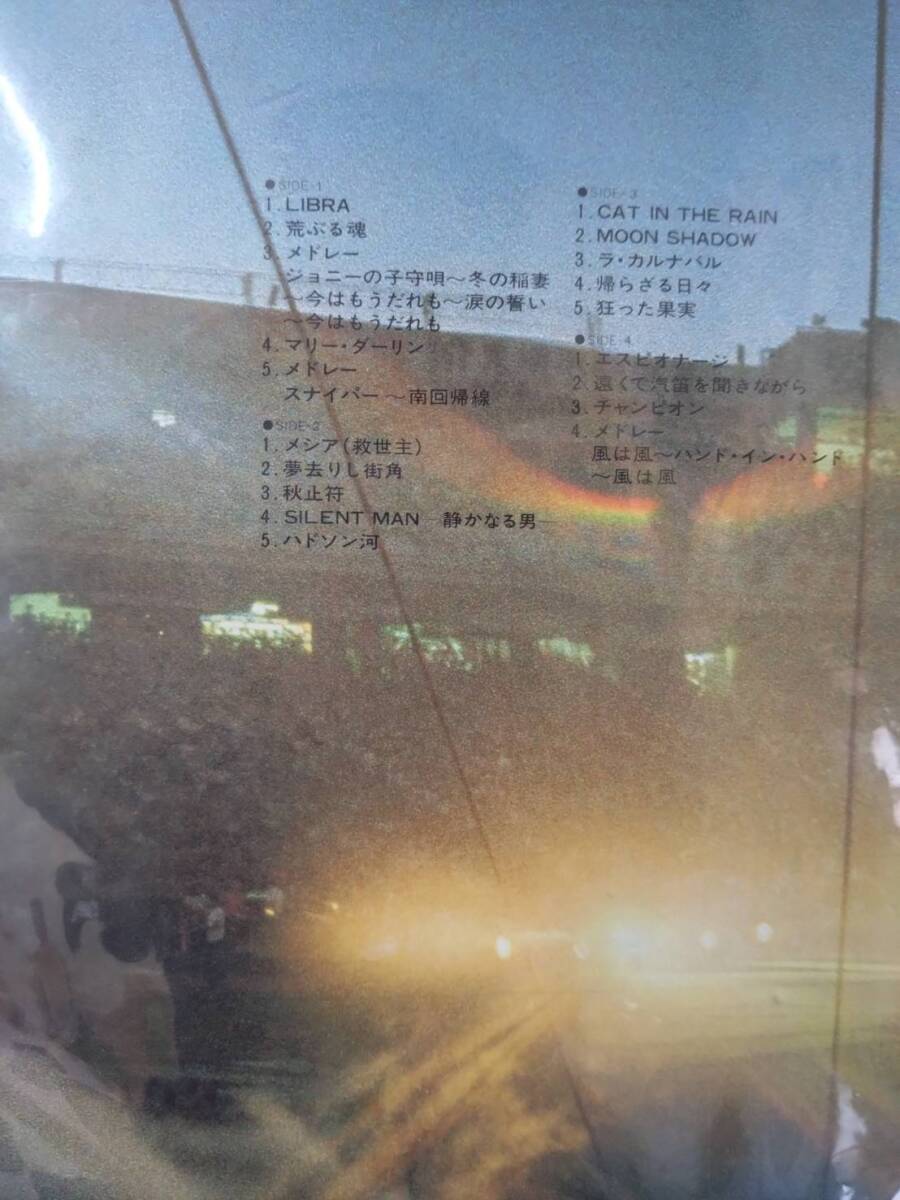 ●SIDE-1
1. LIBRA
2. 荒ぶる魂
3. メドレー
ジョニーの子守唄～冬の稲妻
～今はもうだれも～涙の誓い
～今はもうだれも
4. マリー・ダーリン
5. メドレー
スナイパー～南回帰線
●SIDE-2
1. メシア(救世主)
2. 夢去りし街角
3. 秋止符
4. SILENT MAN —静かなる男—
5. ハドソン河
●SIDE-3
1. CAT IN THE RAIN
2. MOON SHADOW
3. ラ・カルナバル
4. 帰らざる日々
5. 狂った果実
●SIDE-4
1. エスピオナージ
2. 遠くで汽笛を聞きながら
3. チャンピオン
4. メドレー
風は風～ハンド・イン・ハンド
～風は風